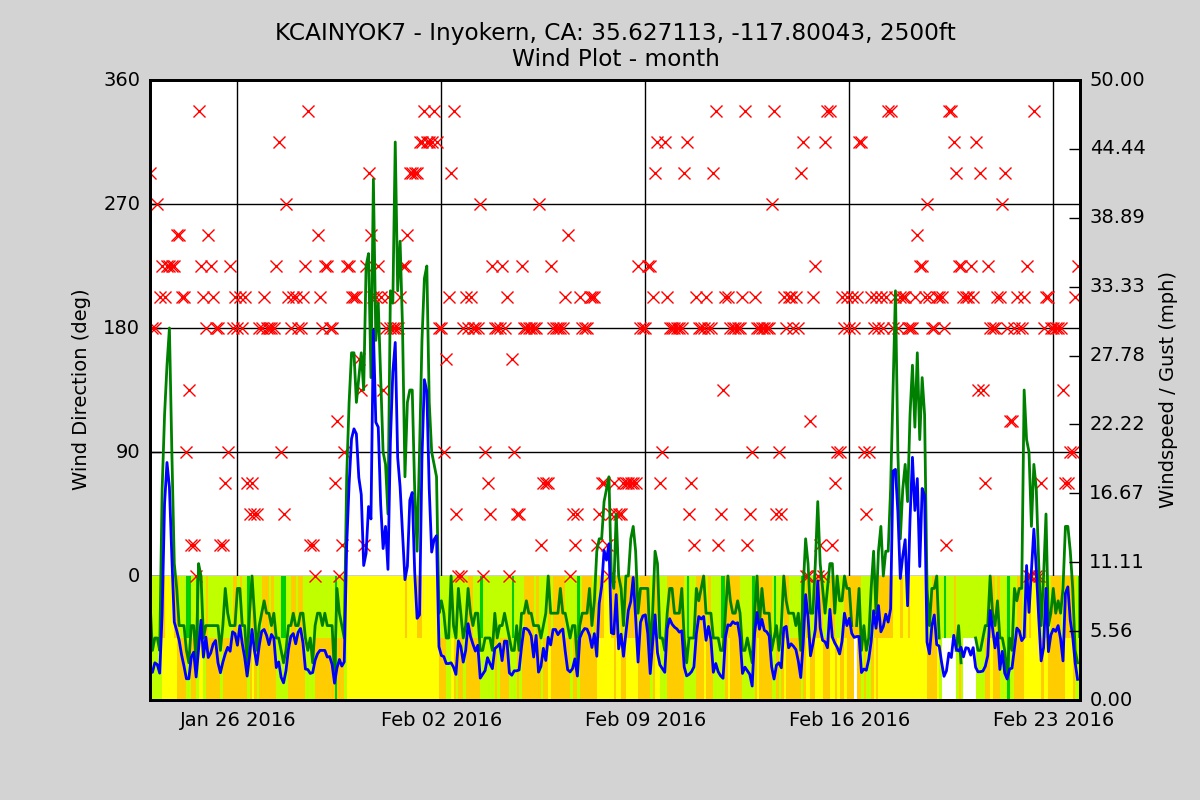 KCAINYOK7 - Inyokern, CA: 35.627113, -117.80043, 2500ft
Wind Plot - month
360
270
180
90
0
Wind Direction (deg)
50.00
44.44
38.89
33.33
27.78
22.22
16.67
11.11
5.56
0.00
Windspeed / Gust (mph)
Jan 26 2016
Feb 02 2016
Feb 09 2016
Feb 16 2016
Feb 23 2016